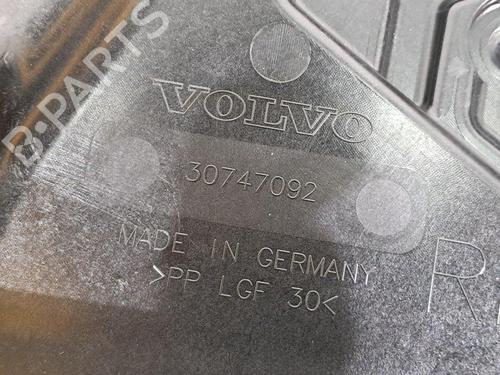 B-PARTS
VOLVO
30747092
MADE IN GERMANY
>PP LGF 30<